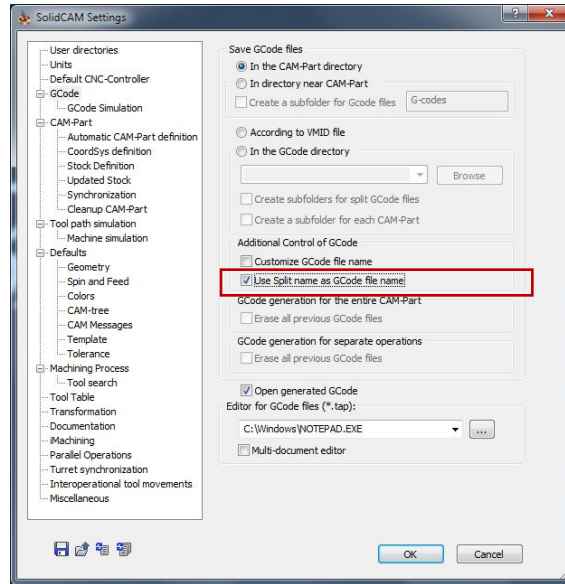 SolidCAM Settings
User directories
Units
Default CNC-Controller
GCode
GCode Simulation
CAM-Part
Automatic CAM-Part definition
CoordSys definition
Stock Definition
Updated Stock
Synchronization
Cleanup CAM-Part
Tool path simulation
Machine simulation
Defaults
Geometry
Spin and Feed
Colors
CAM-tree
CAM Messages
Template
Tolerance
Machining Process
Tool search
Tool Table
Transformation
Documentation
iMachining
Parallel Operations
Turret synchronization
Interoperational tool movements
Miscellaneous
Save GCode files
In the CAM-Part directory
In directory near CAM-Part
Create a subfolder for Gcode files G-codes
According to VMID file
In the GCode directory
Browse
Create subfolders for split GCode files
Create a subfolder for each CAM-Part
Additional Control of GCode
Customize GCode file name
Use Split name as GCode file name
GCode generation for the entire CAM-Part
Erase all previous GCode files
GCode generation for separate operations
Erase all previous GCode files
Open generated GCode
Editor for GCode files (*.tap):
C:\Windows\NOTEPAD.EXE ...
Multi-document editor
OK Cancel